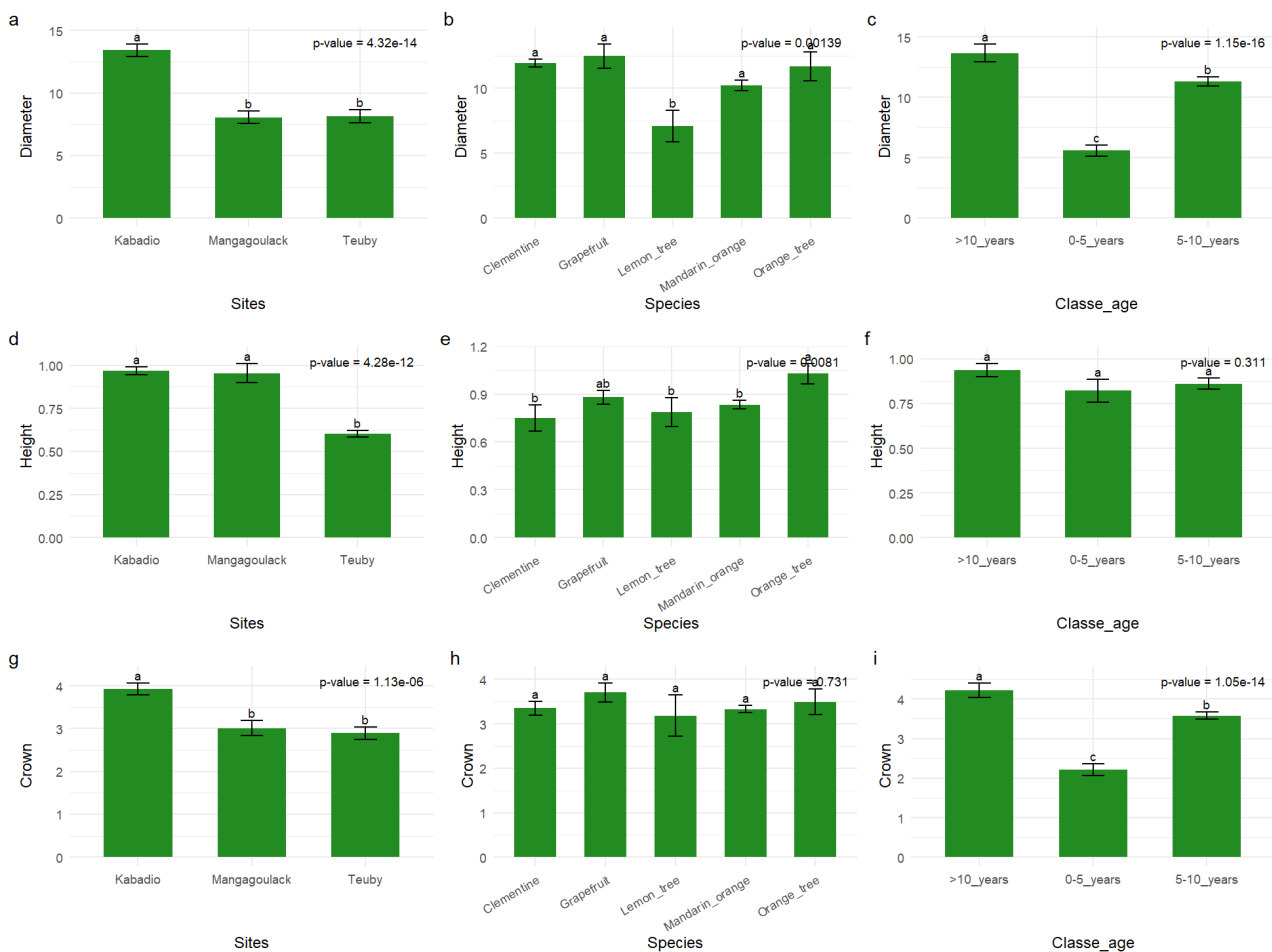 a
Diameter
15
10
5
0
a
b
b
p-value = 4.32e-14
Kabadio
Mangagoulack
Teuby
Sites
b
Diameter
10
5
0
a
a
b
a
a
p-value = 0.00139
Clementine
Grapefruit
Lemon_tree
Mandarin_orange
Orange_tree
Species
c
Diameter
15
10
5
0
a
c
b
p-value = 1.15e-16
>10_years
0-5_years
5-10_years
Classe_age
d
Height
1.00
0.75
0.50
0.25
0.00
a
a
b
p-value = 4.28e-12
Kabadio
Mangagoulack
Teuby
Sites
e
Height
1.2
0.9
0.6
0.3
0.0
b
ab
b
b
a
p-value = 0.0081
Clementine
Grapefruit
Lemon_tree
Mandarin_orange
Orange_tree
Species
f
Height
1.00
0.75
0.50
0.25
0.00
a
a
a
p-value = 0.311
>10_years
0-5_years
5-10_years
Classe_age
g
Crown
4
3
2
1
0
a
b
b
p-value = 1.13e-06
Kabadio
Mangagoulack
Teuby
Sites
h
Crown
4
3
2
1
0
a
a
a
a
a
p-value = 0.731
Clementine
Grapefruit
Lemon_tree
Mandarin_orange
Orange_tree
Species
i
Crown
4
3
2
1
0
a
c
b
p-value = 1.05e-14
>10_years
0-5_years
5-10_years
Classe_age